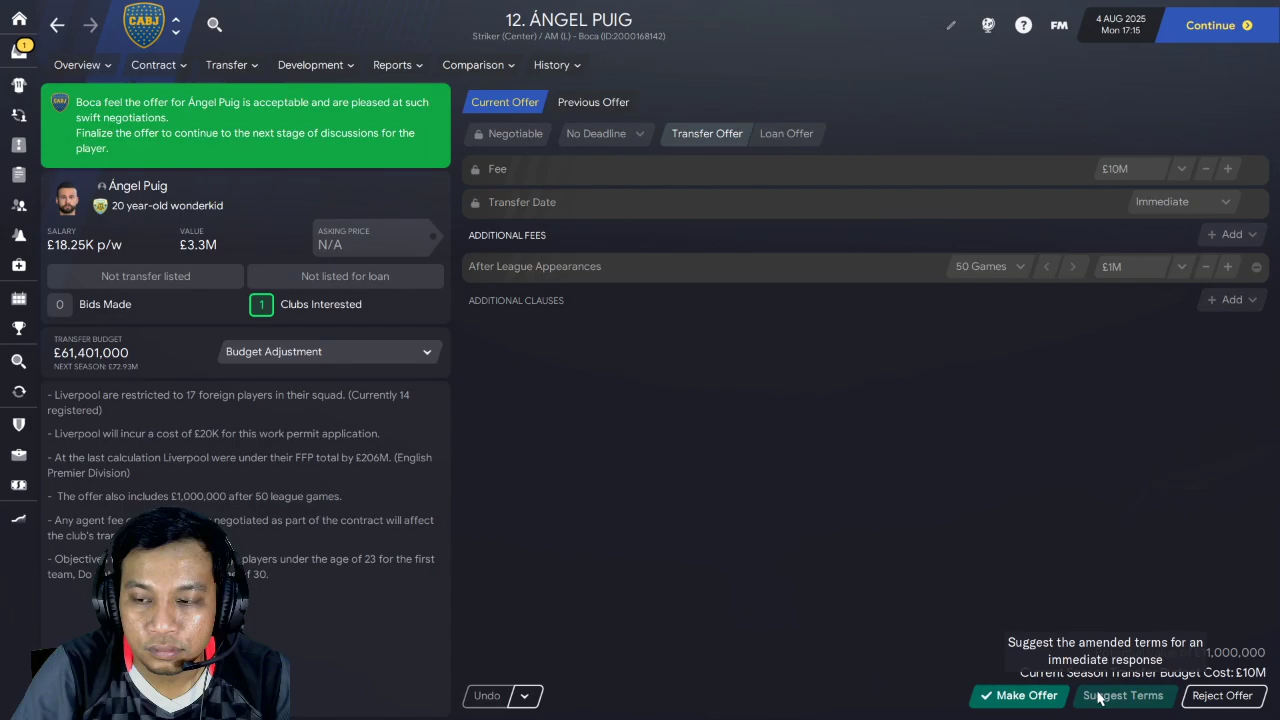 CABJ
12. ÁNGEL PUIG
Striker (Center) / AM (L) - Boca (ID:2000168142)
FM
4 AUG 2025
Mon 17:15
Continue
1
Overview
Contract
Transfer
Development
Reports
Comparison
History
Boca feel the offer for Ángel Puig is acceptable and are pleased at such
swift negotiations.
Finalize the offer to continue to the next stage of discussions for the
player.
Current Offer
Previous Offer
Negotiable
No Deadline
Transfer Offer
Loan Offer
Fee
£10M
Transfer Date
Immediate
ADDITIONAL FEES
Add
After League Appearances
50 Games
£1M
ADDITIONAL CLAUSES
Add
Ángel Puig
20 year-old wonderkid
SALARY
£18.25K p/w
VALUE
£3.3M
ASKING PRICE
N/A
Not transfer listed
Not listed for loan
0 Bids Made
1 Clubs Interested
TRANSFER BUDGET
£61,401,000
NEXT SEASON: £72.93M
Budget Adjustment
- Liverpool are restricted to 17 foreign players in their squad. (Currently 14
registered)
- Liverpool will incur a cost of £20K for this work permit application.
- At the last calculation Liverpool were under their FFP total by £206M. (English
Premier Division)
- The offer also includes £1,000,000 after 50 league games.
- Any agent fee negotiated as part of the contract will affect
the club's
- Objective players under the age of 23 for the first
team, Do of 30.
Suggest the amended terms for an
immediate response
1,000,000
Current Season Transfer Budget Cost: £10M
Undo
Make Offer
Suggest Terms
Reject Offer